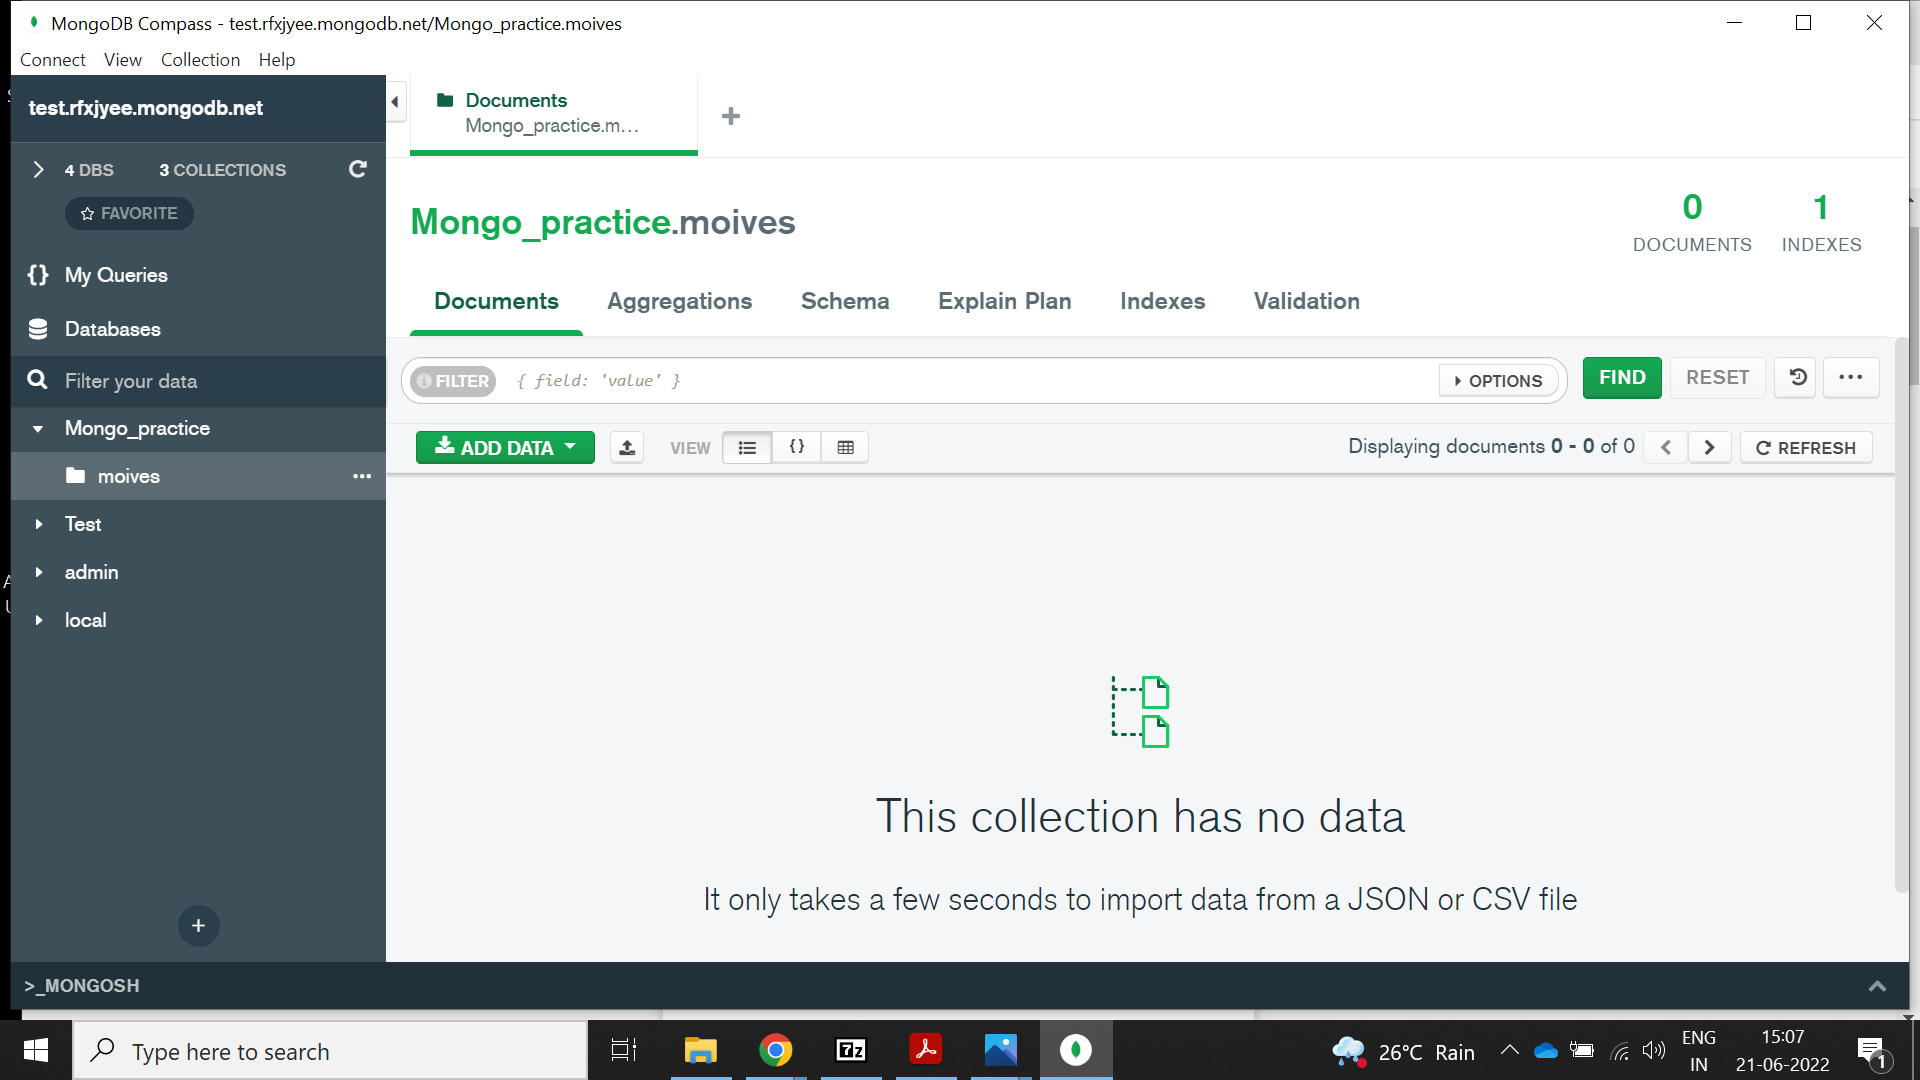 MongoDB Compass - test.rfxjyee.mongodb.net/Mongo_practice.moives
Connect View Collection Help
test.rfxjyee.mongodb.net
4 DBS 3 COLLECTIONS
FAVORITE
{} My Queries
Databases
Filter your data
Mongo_practice
moives
Test
admin
local
+
Documents
Mongo_practice.m...
+
Mongo_practice.moives
0 DOCUMENTS
1 INDEXES
Documents Aggregations Schema Explain Plan Indexes Validation
FILTER { field: 'value' } OPTIONS FIND RESET ...
ADD DATA VIEW {} Displaying documents 0 - 0 of 0 < > REFRESH
This collection has no data
It only takes a few seconds to import data from a JSON or CSV file
>_MONGOSH
Type here to search
7z
26°C Rain
ENG
IN
15:07
21-06-2022
1